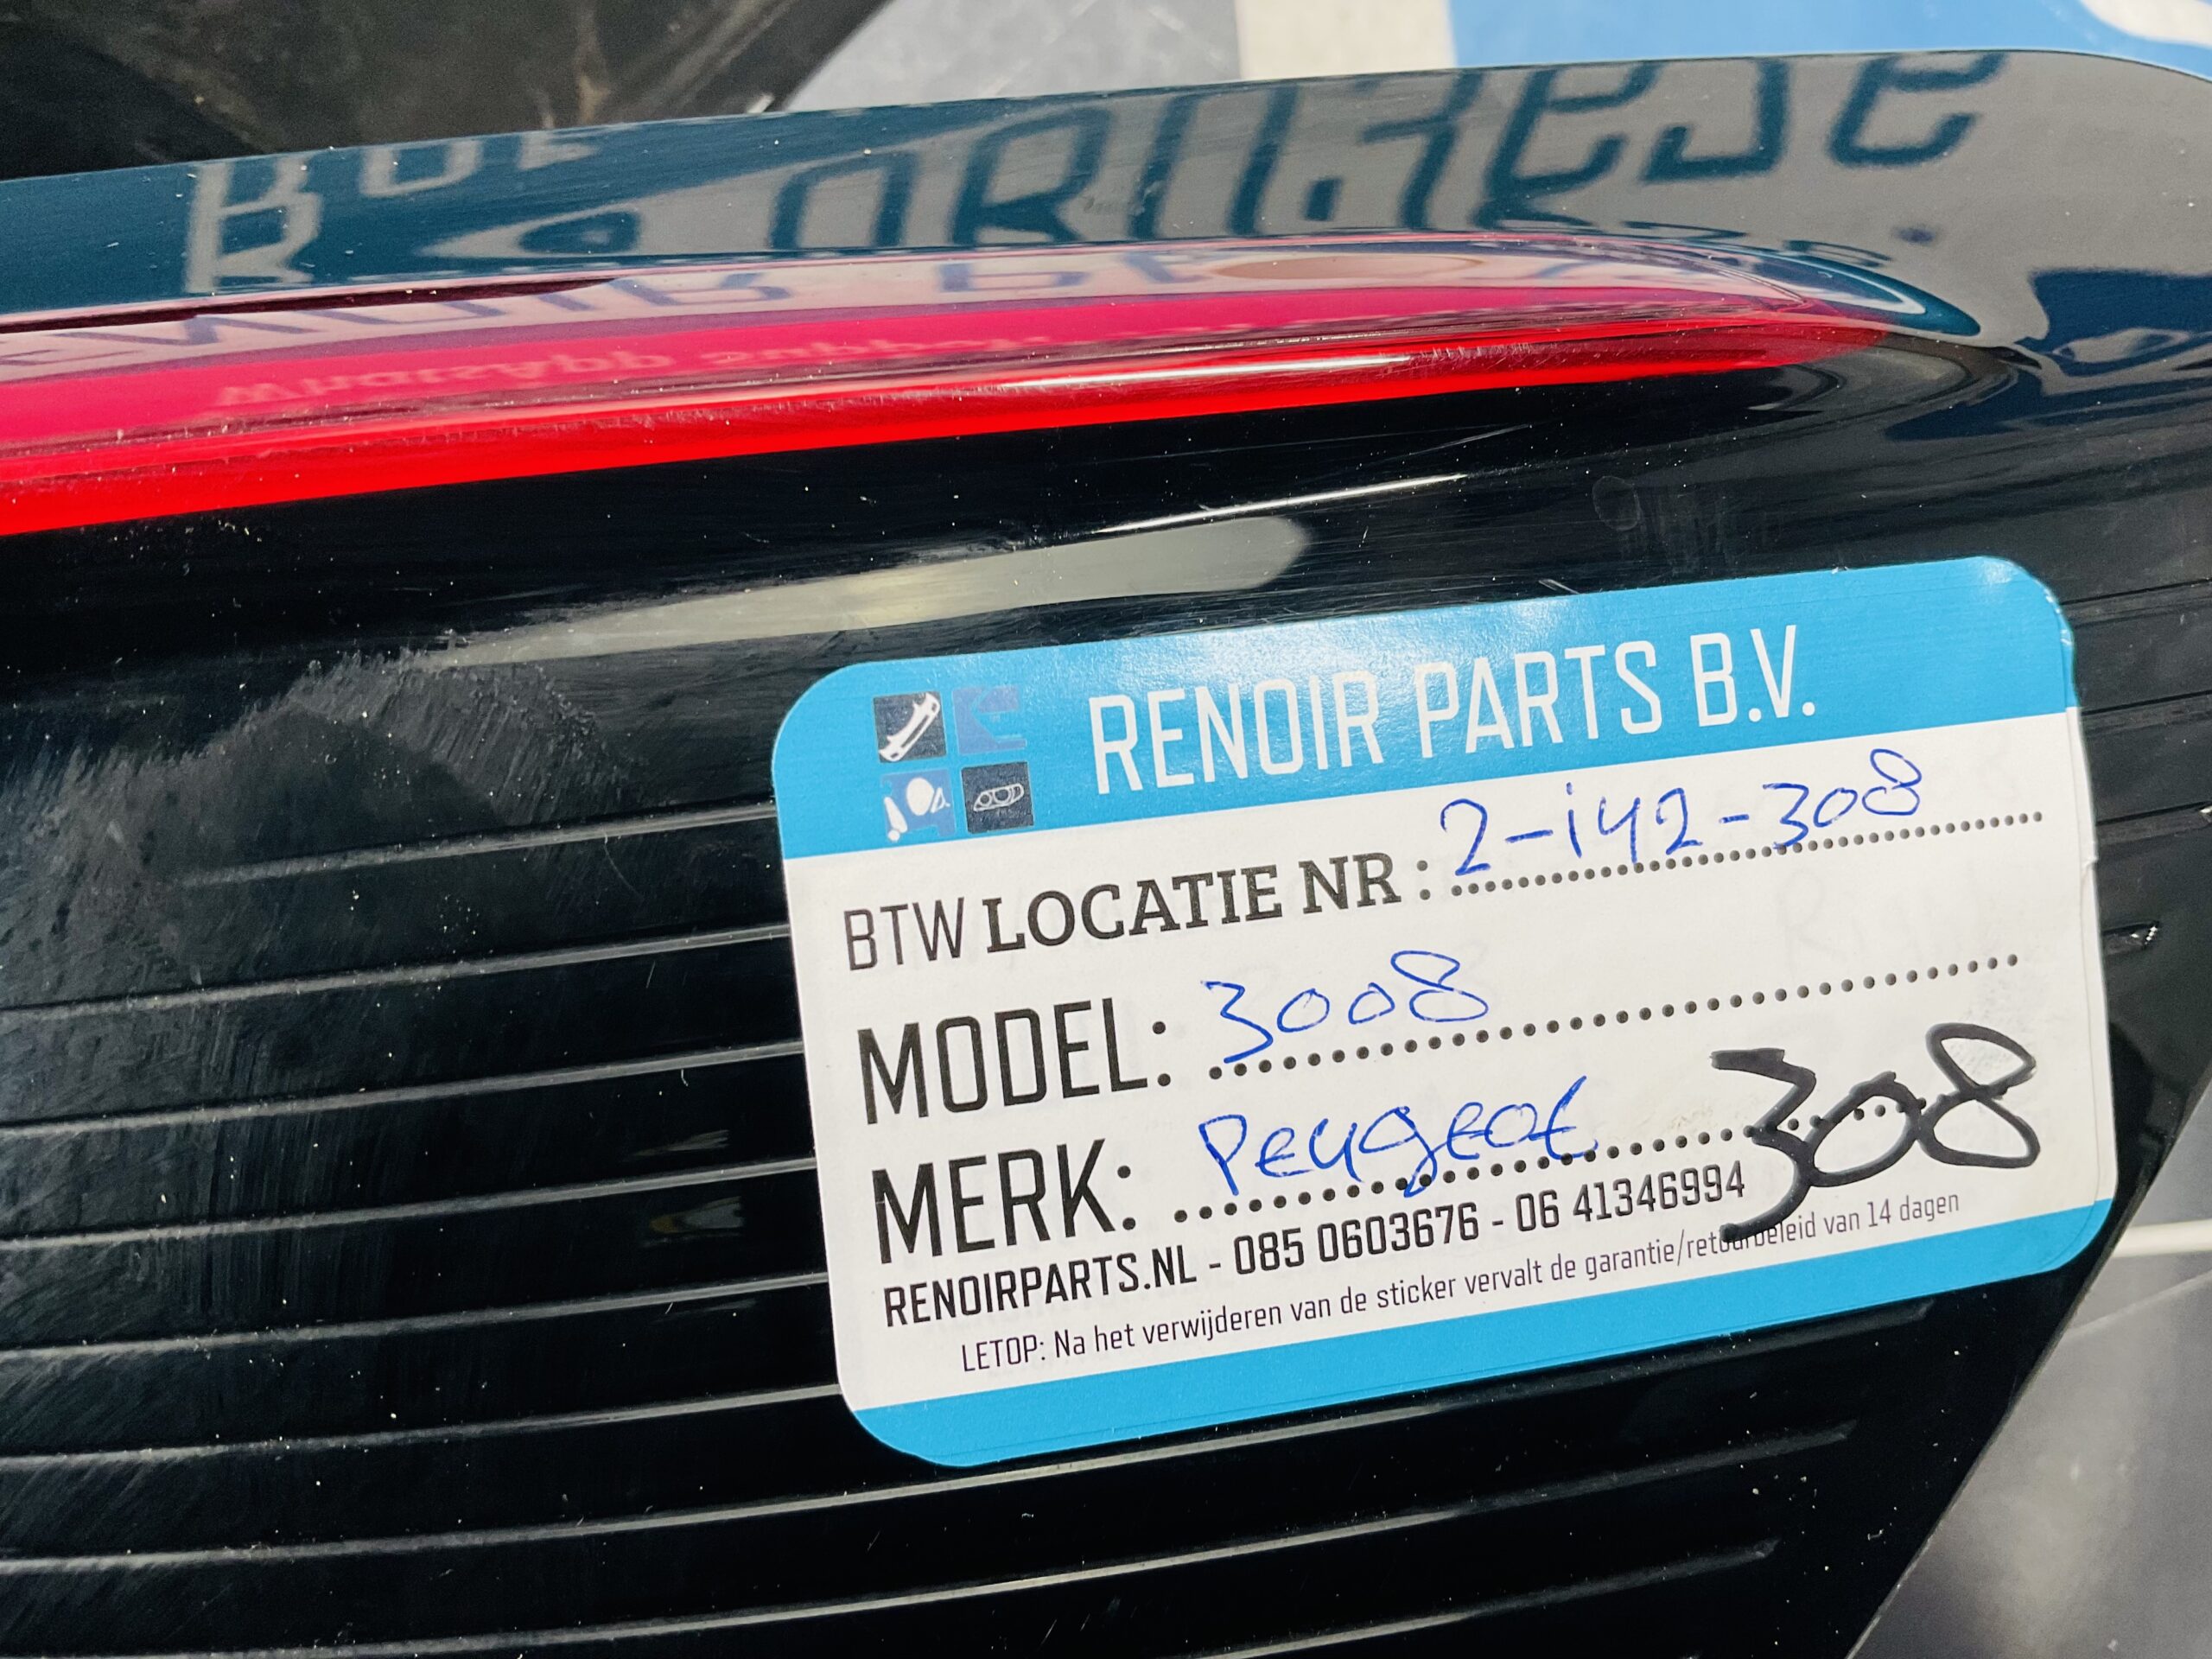 RENOIR PARTS B.V.
BTW LOCATIE NR : 2-i42-308
MODEL: 3008
MERK: Peugeot
308
RENOIRPARTS.NL - 085 0603676 - 06 41346994
LETOP: Na het verwijderen van de sticker vervalt de garantie/retourbeleid van 14 dagen